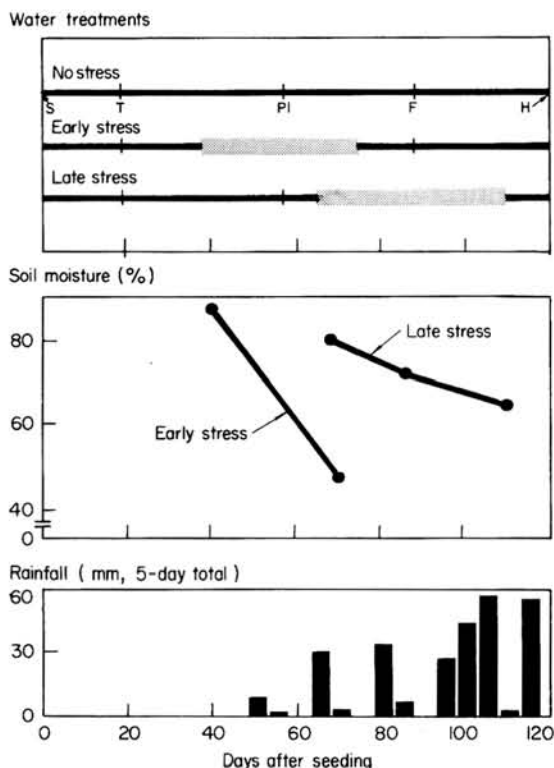 Water treatments
No stress
S T PI F H
Early stress
Late stress
Soil moisture (%)
80
Late stress
60
Early stress
40
0
Rainfall ( mm, 5-day total )
60
30
0
0 20 40 60 80 100 120
Days after seeding